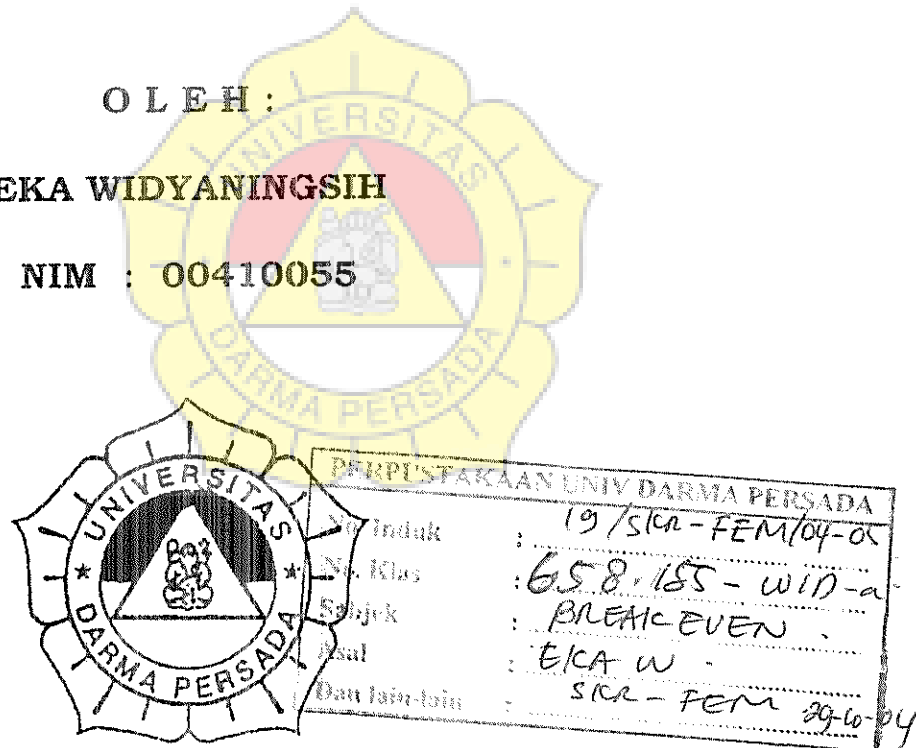 O L E H :
EKA WIDYANINGSIH
NIM : 00410055
UNIVERSITAS
DARMA PERSADA
UNIVERSITAS
DARMA PERSADA
PERPUSTAKAAN UNIV DARMA PERSADA
No. Induk : 19/SKR-FEM/04-05
No. Klas : 658.155 - WID-a
Subjek : BREAK EVEN .
Asal : EKA W .
Dan lain-lain : SKR - FEM 29-10-04